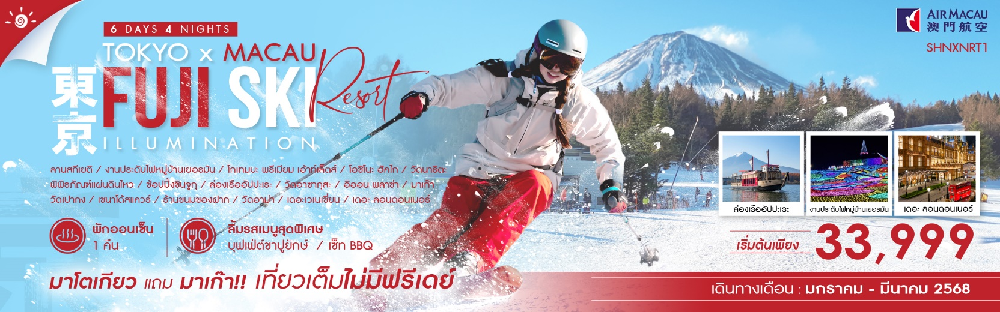 6 DAYS 4 NIGHTS
TOKYO x MACAU
東京
FUJI SKI Resort
ILLUMINATION
ลานสกีเยติ / งานประดับไฟหมู่บ้านเยอรมัน / โกเทมบะ พรีเมียม เอ้าท์เล็ตส์ / โอชิโนะ ฮัคไก / วัดนาริตะ
พิพิธภัณฑ์แผ่นดินไหว / ช้อปปิ้งชินจูกุ / ล่องเรืออัปปะเระ / วัดอาซากุสะ / อิออน พลาซ่า / มาเก๊า
วัดเปากง / เซนาโด้สแควร์ / ร้านขนมของฝาก / วัดอาม่า / เดอะเวเนเชี่ยน / เดอะ ลอนดอนเนอร์
พักออนเซ็น
1 คืน
ลิ้มรสเมนูสุดพิเศษ
บุฟเฟ่ต์ขาปูยักษ์ / เซ็ท BBQ
มาโตเกียว แถม มาเก๊า!! เที่ยวเต็มไม่มีฟรีเดย์
AIR MACAU
澳門航空
SHNXNRT1
ล่องเรืออัปปะเระ
งานประดับไฟหมู่บ้านเยอรมัน
เดอะ ลอนดอนเนอร์
เริ่มต้นเพียง 33,999
เดินทางเดือน : มกราคม - มีนาคม 2568